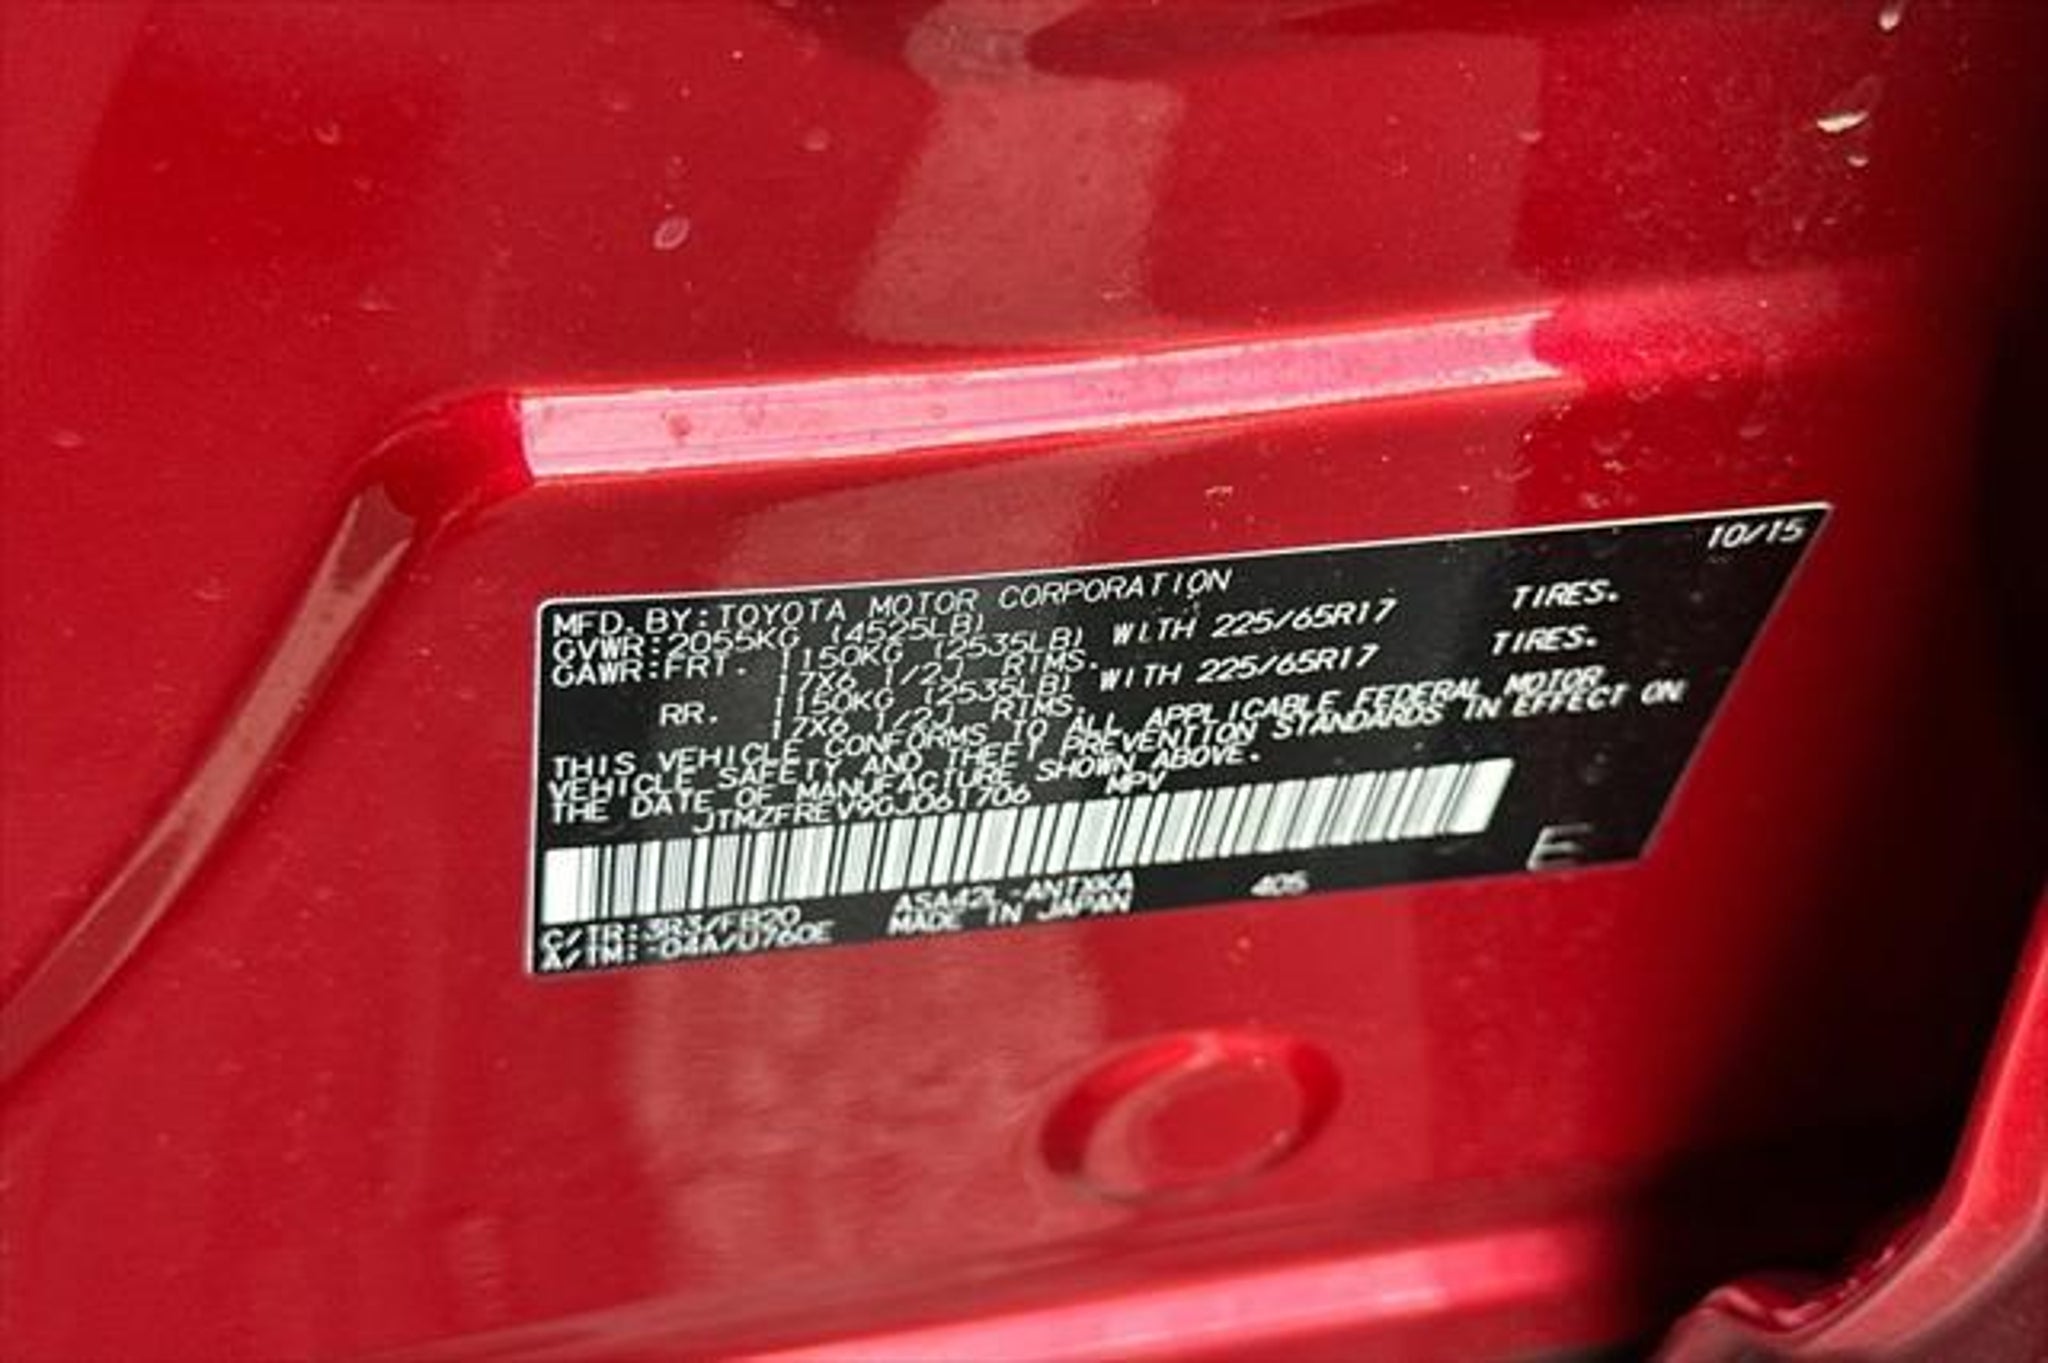 10/15
MFD. BY: TOYOTA MOTOR CORPORATION
GVWR: 2055KG (4525LB)
GAWR: FRT. 1150KG (2535LB) WITH 225/65R17 TIRES.
17X6 1/2J RIMS.
RR. 1150KG (2535LB) WITH 225/65R17 TIRES.
17X6 1/2J RIMS.
THIS VEHICLE CONFORMS TO ALL APPLICABLE FEDERAL MOTOR
VEHICLE SAFETY AND THEFT PREVENTION STANDARDS IN EFFECT ON
THE DATE OF MANUFACTURE SHOWN ABOVE.
JTMZFREV9GJ061706 MPV
C/TR: 3R3/FB20 ASA42L-ANTXKA 405
A/TM: -04A/U760E MADE IN JAPAN
E